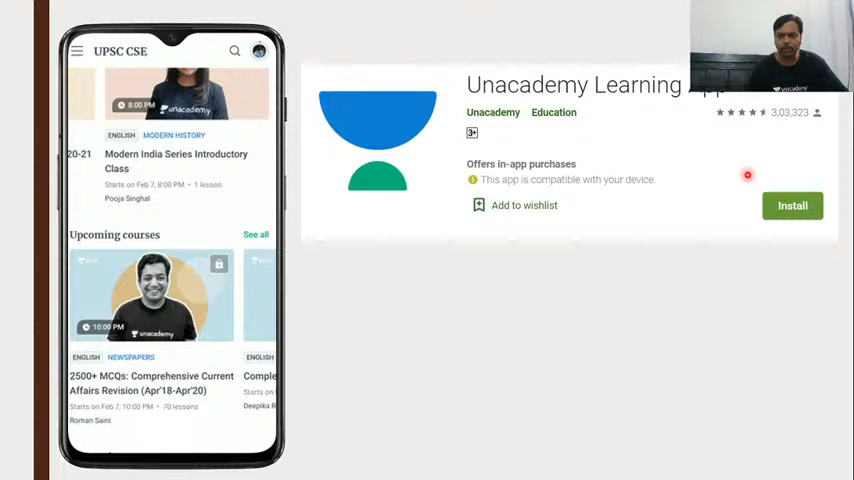 UPSC CSE
8:00 PM
unacademy
ENGLISH MODERN HISTORY
20-21
Modern India Series Introductory
Class
Starts on Feb 7, 8:00 PM • 1 lesson
Pooja Singhal
Upcoming courses
See all
10:00 PM
unacademy
ENGLISH NEWSPAPERS
2500+ MCQs: Comprehensive Current
Affairs Revision (Apr'18-Apr'20)
Starts on Feb 7, 10:00 PM • 70 lessons
Roman Saini
ENGLISH
Comple
Starts on
Deepika R
Unacademy Learning App
Unacademy Education
3,03,323
3+
Offers in-app purchases
This app is compatible with your device.
Add to wishlist
Install
unacademy